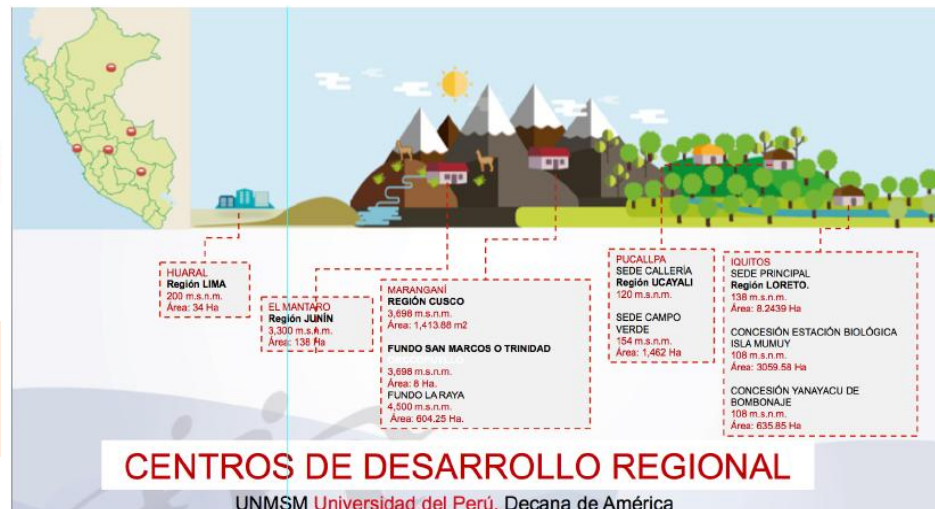 HUARAL
Región LIMA
200 m.s.n.m.
Área: 34 Ha
EL MANTARO
Región JUNÍN
3,300 m.s.n.m.
Área: 138 Ha
MARANGANÍ
REGIÓN CUSCO
3,698 m.s.n.m.
Área: 1,413.88 m2
FUNDO SAN MARCOS O TRINIDAD
3,698 m.s.n.m.
Área: 8 Ha.
FUNDO LA RAYA
4,500 m.s.n.m.
Área: 604.25 Ha.
PUCALLPA
SEDE CALLERÍA
Región UCAYALI
120 m.s.n.m.
SEDE CAMPO
VERDE
154 m.s.n.m.
Área: 1,462 Ha
IQUITOS
SEDE PRINCIPAL
Región LORETO.
138 m.s.n.m.
Área: 8.2439 Ha
CONCESIÓN ESTACIÓN BIOLÓGICA
ISLA MUMUY
108 m.s.n.m.
Área: 3059.58 Ha
CONCESIÓN YANAYACU DE
BOMBONAJE
108 m.s.n.m.
Área: 635.85 Ha
CENTROS DE DESARROLLO REGIONAL
UNMSM Universidad del Perú. Decana de América